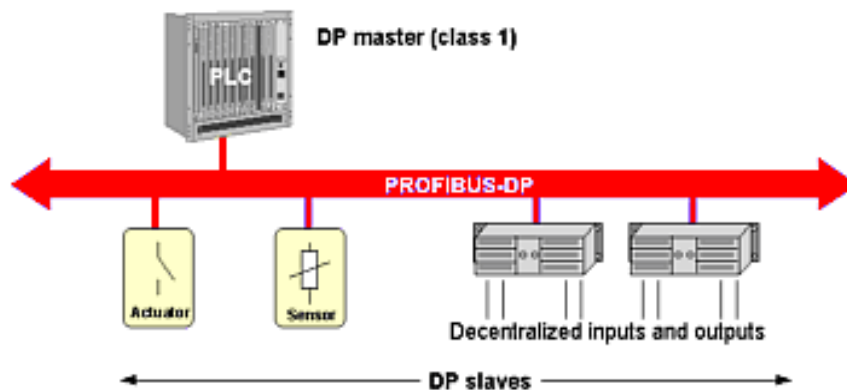 DP master (class 1)
PLC
PROFIBUS-DP
Actuator
Sensor
Decentralized inputs and outputs
DP slaves